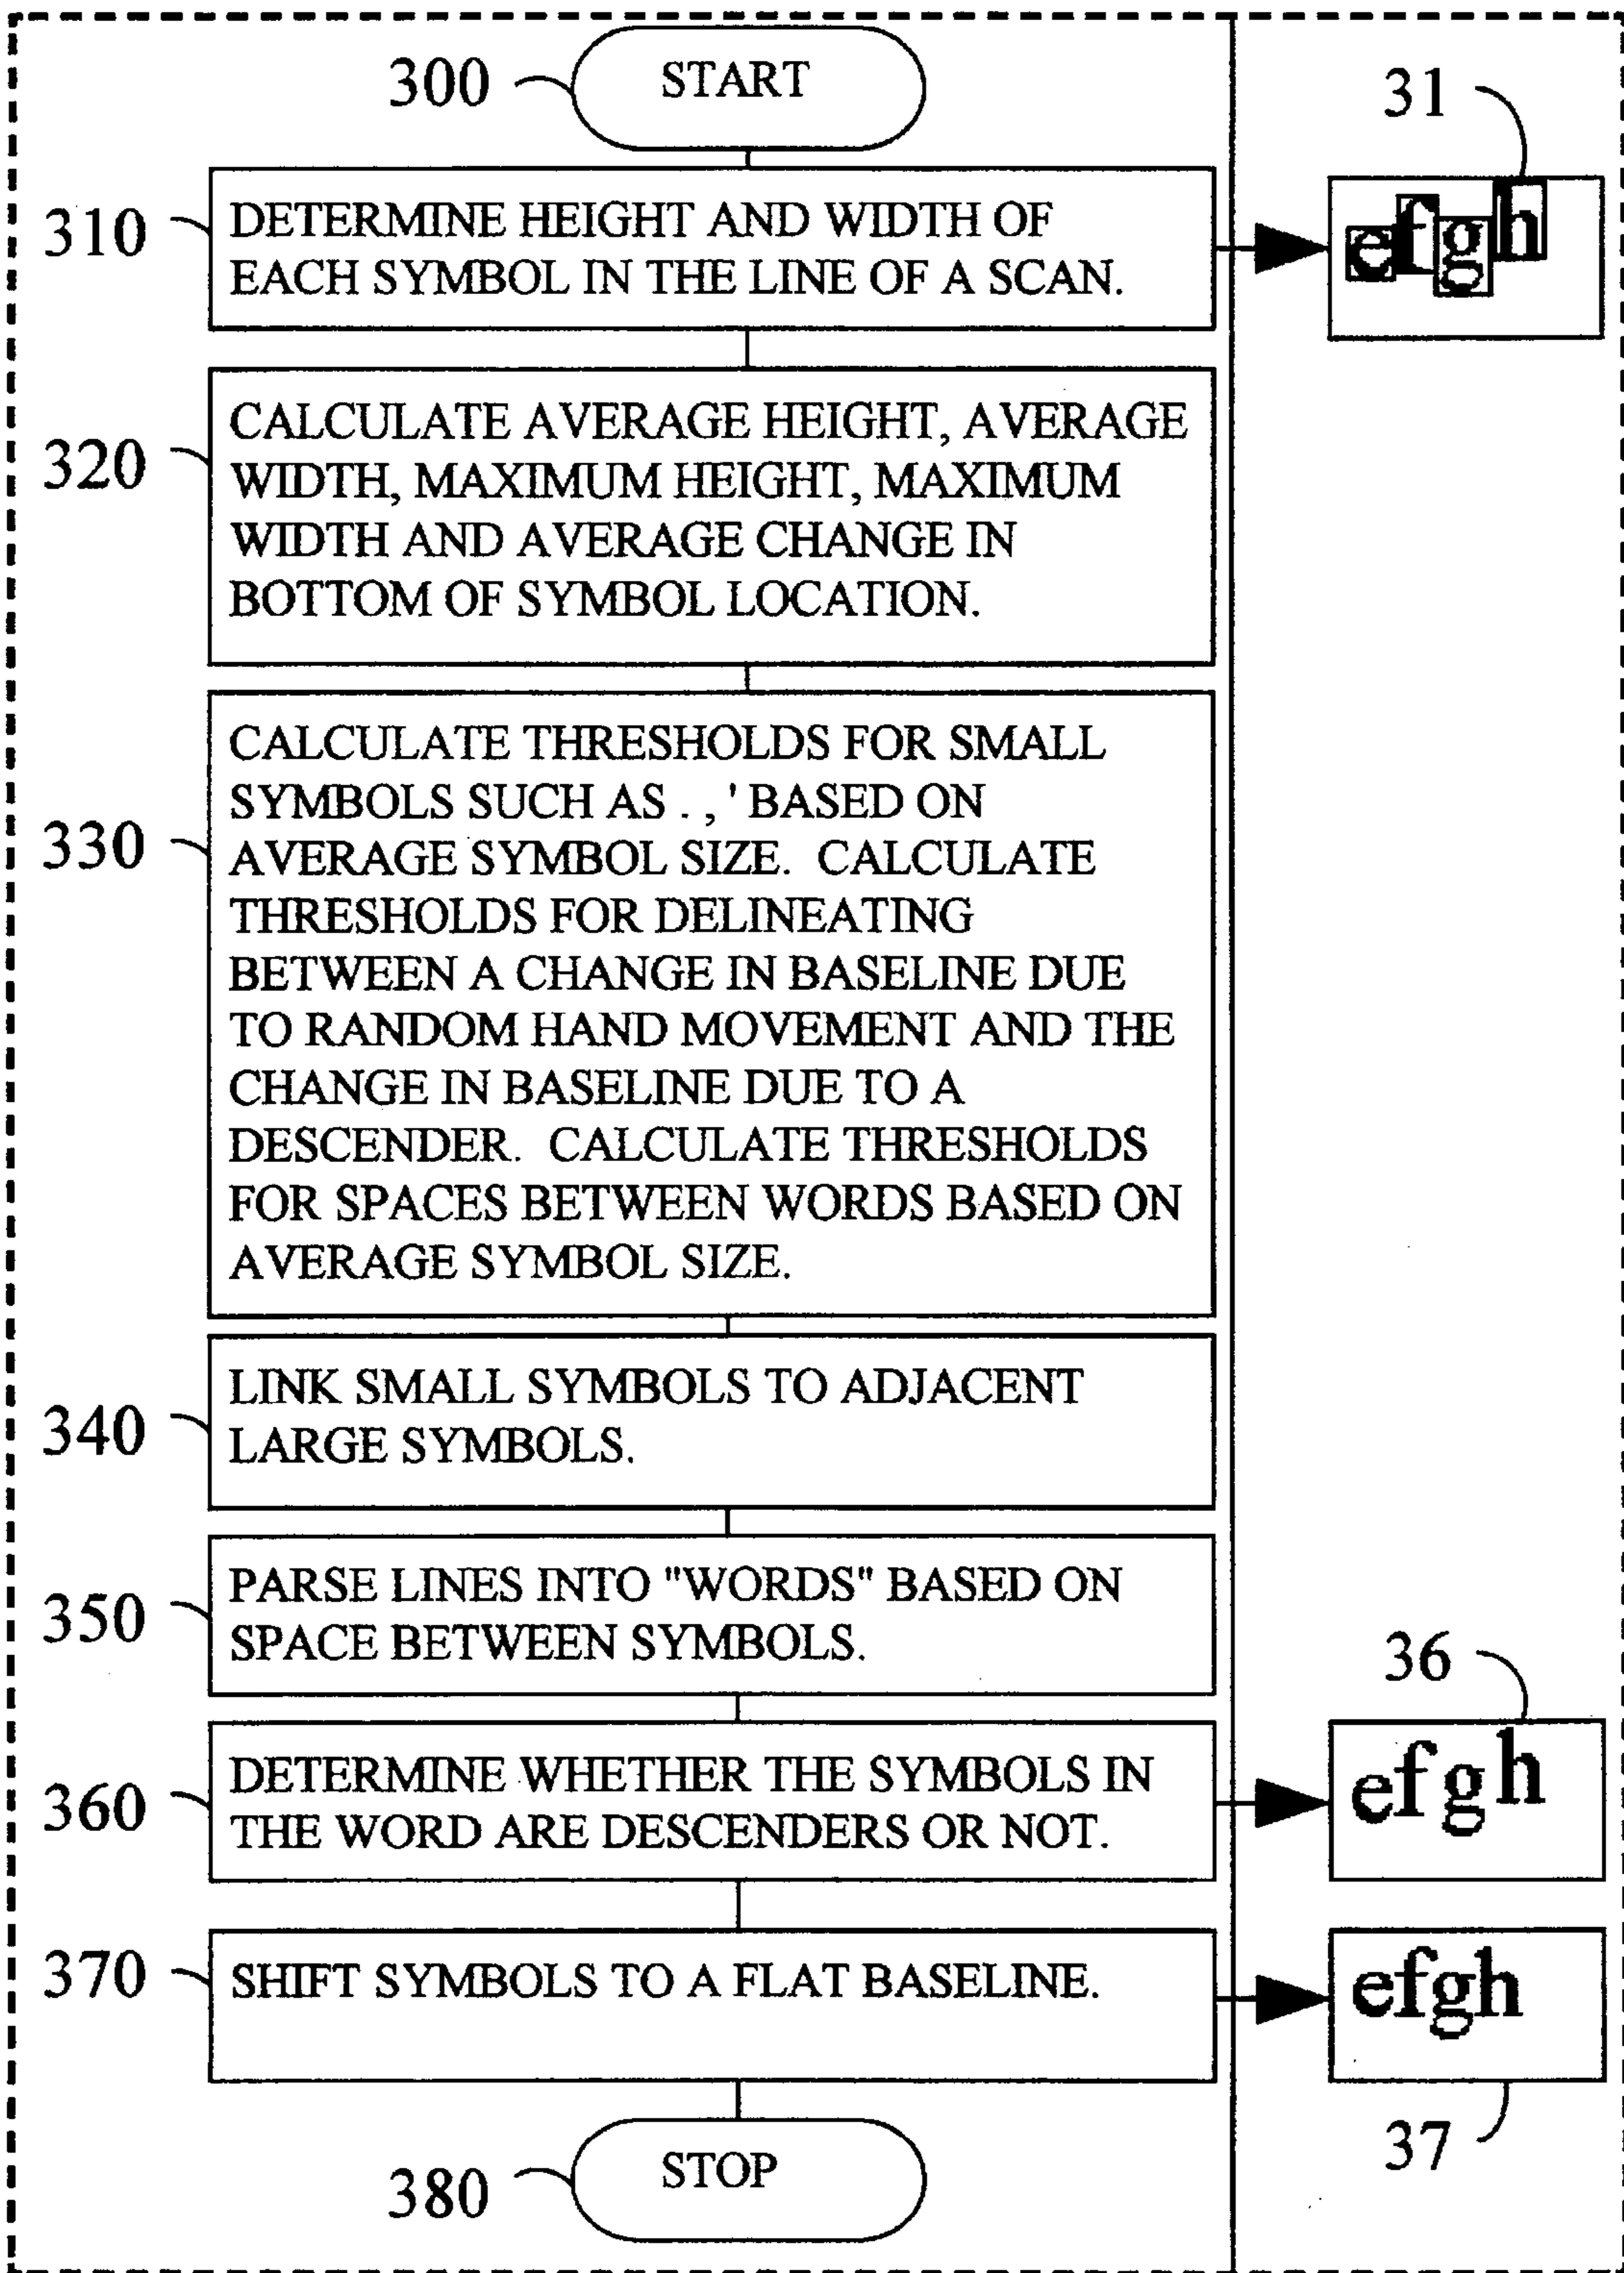 300
START
31
310
DETERMINE HEIGHT AND WIDTH OF
EACH SYMBOL IN THE LINE OF A SCAN.
efgh
320
CALCULATE AVERAGE HEIGHT, AVERAGE
WIDTH, MAXIMUM HEIGHT, MAXIMUM
WIDTH AND AVERAGE CHANGE IN
BOTTOM OF SYMBOL LOCATION.
330
CALCULATE THRESHOLDS FOR SMALL
SYMBOLS SUCH AS . , ' BASED ON
AVERAGE SYMBOL SIZE. CALCULATE
THRESHOLDS FOR DELINEATING
BETWEEN A CHANGE IN BASELINE DUE
TO RANDOM HAND MOVEMENT AND THE
CHANGE IN BASELINE DUE TO A
DESCENDER. CALCULATE THRESHOLDS
FOR SPACES BETWEEN WORDS BASED ON
AVERAGE SYMBOL SIZE.
340
LINK SMALL SYMBOLS TO ADJACENT
LARGE SYMBOLS.
350
PARSE LINES INTO "WORDS" BASED ON
SPACE BETWEEN SYMBOLS.
36
360
DETERMINE WHETHER THE SYMBOLS IN
THE WORD ARE DESCENDERS OR NOT.
efgh
370
SHIFT SYMBOLS TO A FLAT BASELINE.
efgh
37
380
STOP